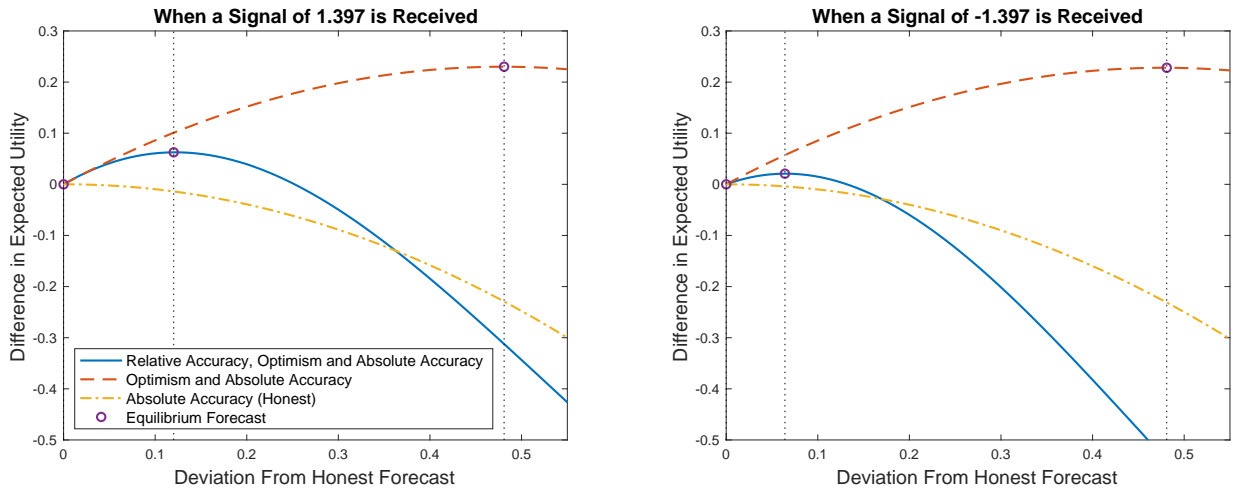 When a Signal of 1.397 is Received
0.3
0.2
0.1
0
-0.1
-0.2
-0.3
-0.4
-0.5
Difference in Expected Utility
Relative Accuracy, Optimism and Absolute Accuracy
Optimism and Absolute Accuracy
Absolute Accuracy (Honest)
Equilibrium Forecast
0 0.1 0.2 0.3 0.4 0.5
Deviation From Honest Forecast
When a Signal of -1.397 is Received
0.3
0.2
0.1
0
-0.1
-0.2
-0.3
-0.4
-0.5
Difference in Expected Utility
0 0.1 0.2 0.3 0.4 0.5
Deviation From Honest Forecast